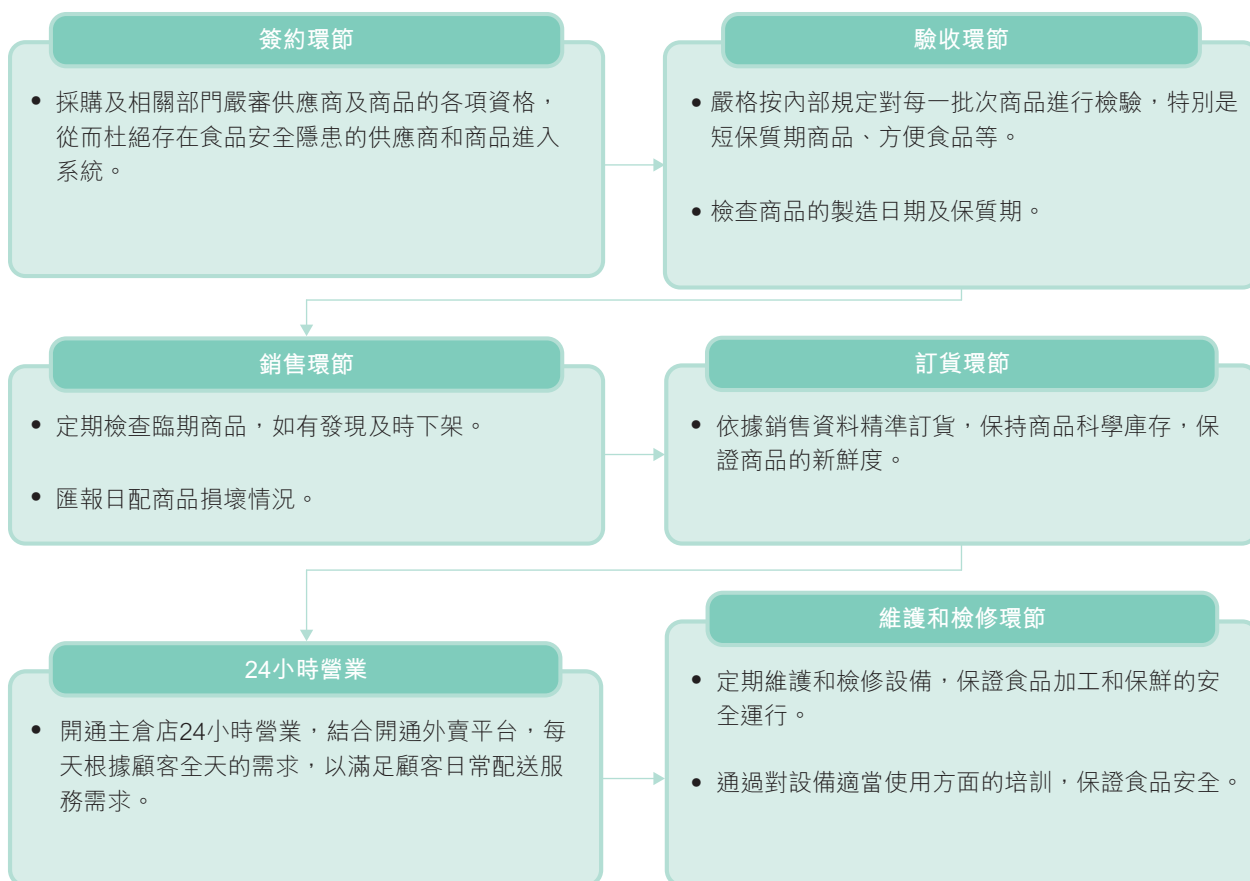 簽約環節
• 採購及相關部門嚴審供應商及商品的各項資格，
從而杜絕存在食品安全隱患的供應商和商品進入
系統。
驗收環節
• 嚴格按內部規定對每一批次商品進行檢驗，特別是
短保質期商品、方便食品等。
• 檢查商品的製造日期及保質期。
銷售環節
• 定期檢查臨期商品，如有發現及時下架。
• 匯報日配商品損壞情況。
訂貨環節
• 依據銷售資料精準訂貨，保持商品科學庫存，保
證商品的新鮮度。
24小時營業
• 開通主倉店24小時營業，結合開通外賣平台，每
天根據顧客全天的需求，以滿足顧客日常配送服
務需求。
維護和檢修環節
• 定期維護和檢修設備，保證食品加工和保鮮的安
全運行。
• 通過對設備適當使用方面的培訓，保證食品安全。